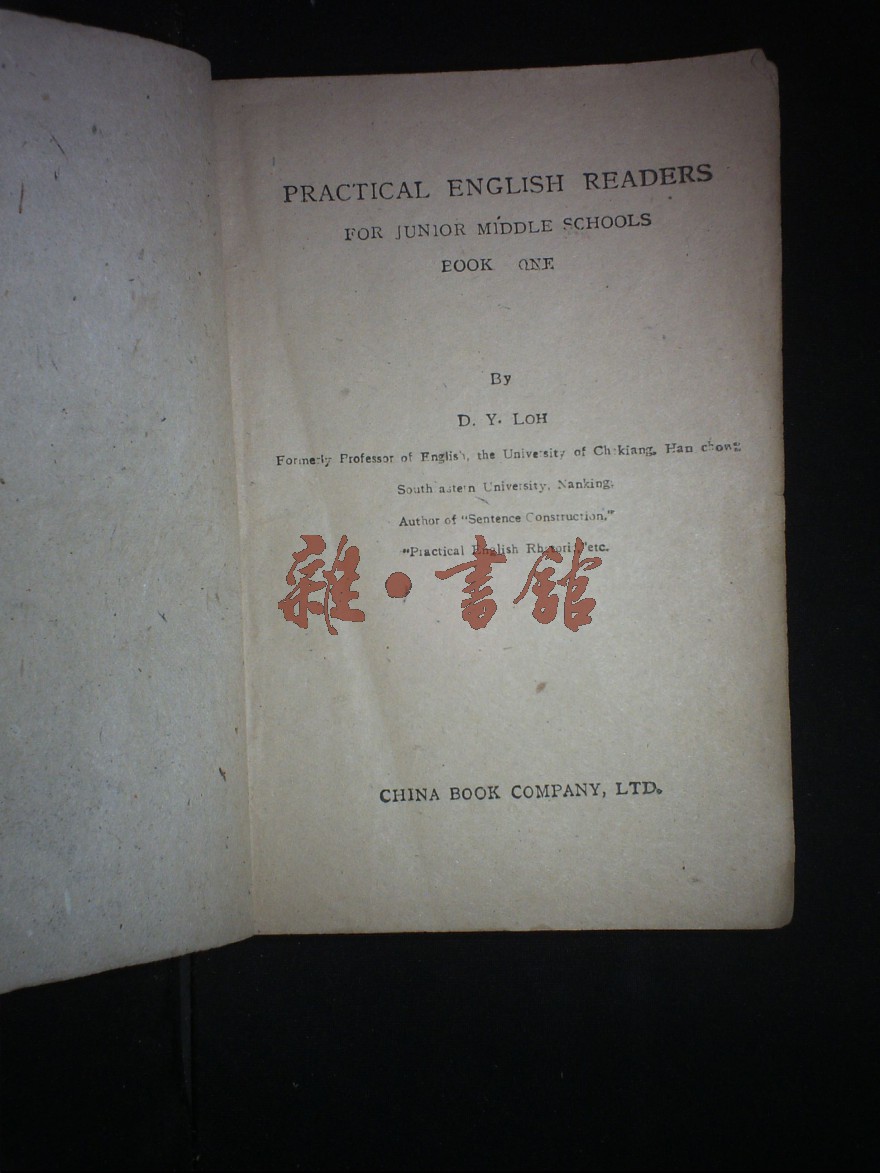 PRACTICAL ENGLISH READERS
FOR JUNIOR MIDDLE SCHOOLS
BOOK ONE
By
D. Y. LOH
Formerly Professor of English, the University of Chekiang, Han chow;
South astern University, Nanking;
Author of "Sentence Construction,"
"Practical English Rhetoric," etc.
雜·書館
CHINA BOOK COMPANY, LTD.